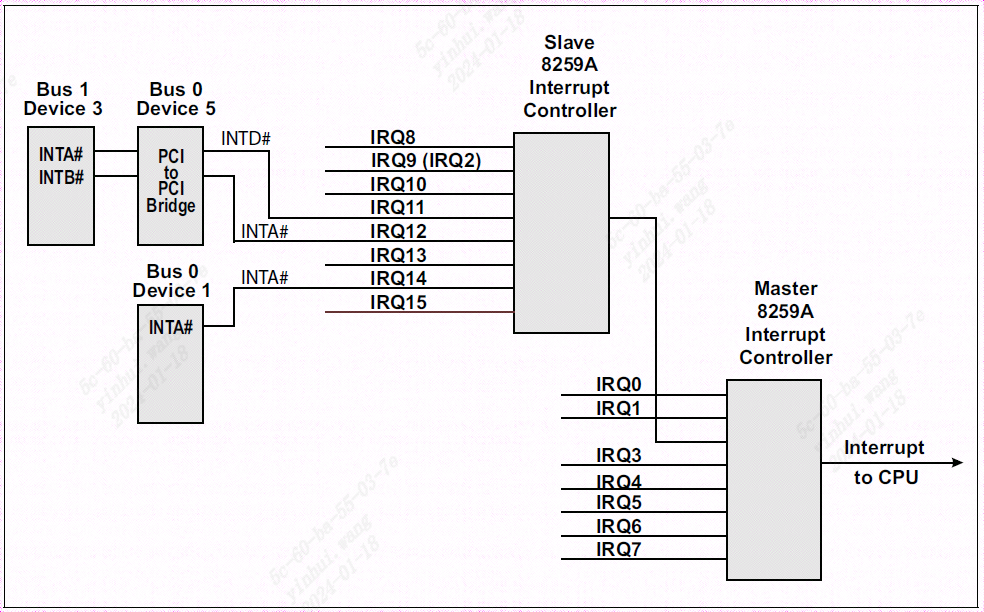 Slave
8259A
Interrupt
Controller
Bus 1
Device 3
Bus 0
Device 5
INTA#
INTB#
PCI
to
PCI
Bridge
INTD#
INTA#
IRQ8
IRQ9 (IRQ2)
IRQ10
IRQ11
IRQ12
IRQ13
IRQ14
IRQ15
Bus 0
Device 1
INTA#
INTA#
Master
8259A
Interrupt
Controller
IRQ0
IRQ1
IRQ3
IRQ4
IRQ5
IRQ6
IRQ7
Interrupt
to CPU
5c-60-ba-55-03-7e
yinhui.wang
2024-01-18